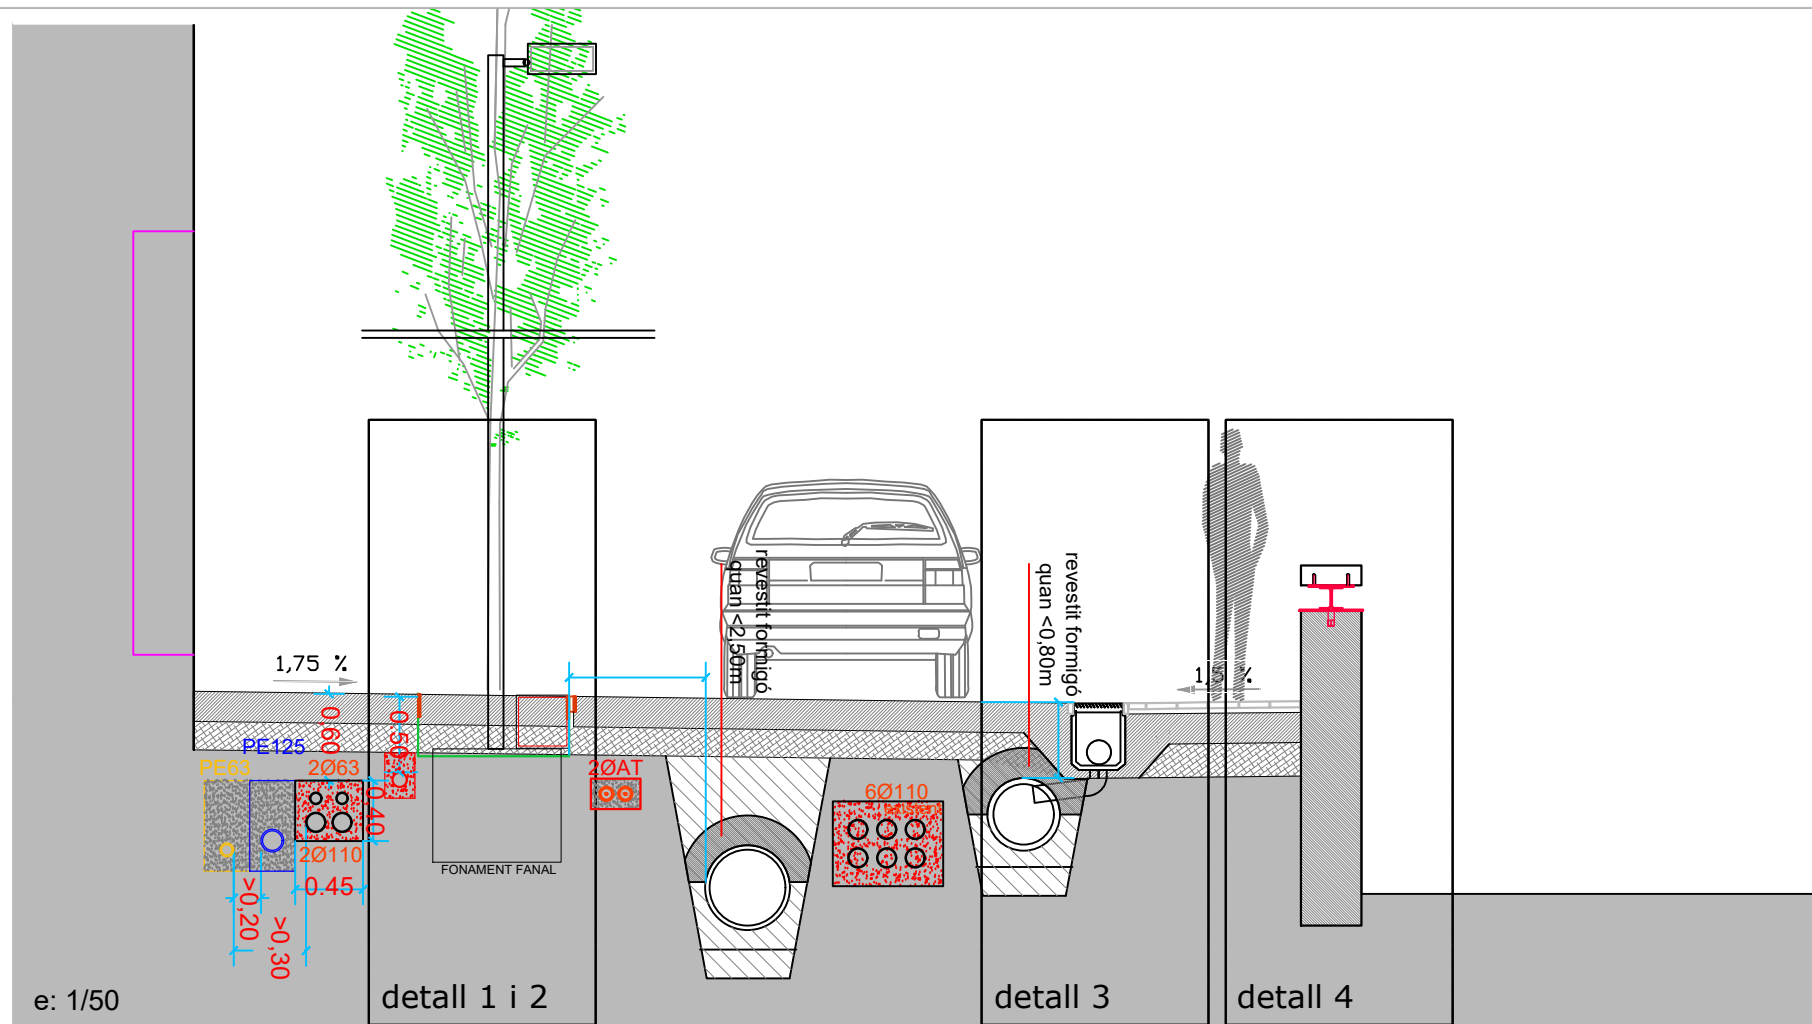 revestit formigó
quan <2,50m
revestit formigó
quan <0,80m
1,75 %
1,5 %
0,60
0.50
PE125
PE63
2Ø63
2ØAT
6Ø110
0,40
2Ø110
0.45
FONAMENT FANAL
>0,20
>0,30
e: 1/50
detall 1 i 2
detall 3
detall 4